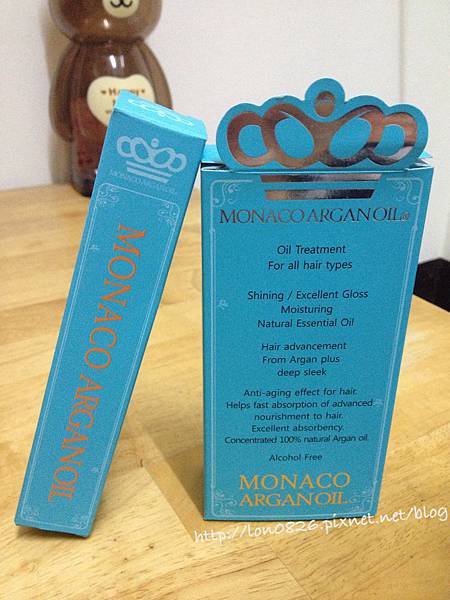 MONACO ARGAN OIL
MONACO ARGAN OIL
MONACO ARGAN OIL
Oil Treatment
For all hair types
Shining / Excellent Gloss
Moisturing
Natural Essential Oil
Hair advancement
From Argan plus
deep sleek
Anti-aging effect for hair.
Helps fast absorption of advanced
nourishment to hair.
Excellent absorbency.
Concentrated 100% natural Argan oil.
Alcohol Free
MONACO
ARGAN OIL
http://lon0826.pixnet.net/blog